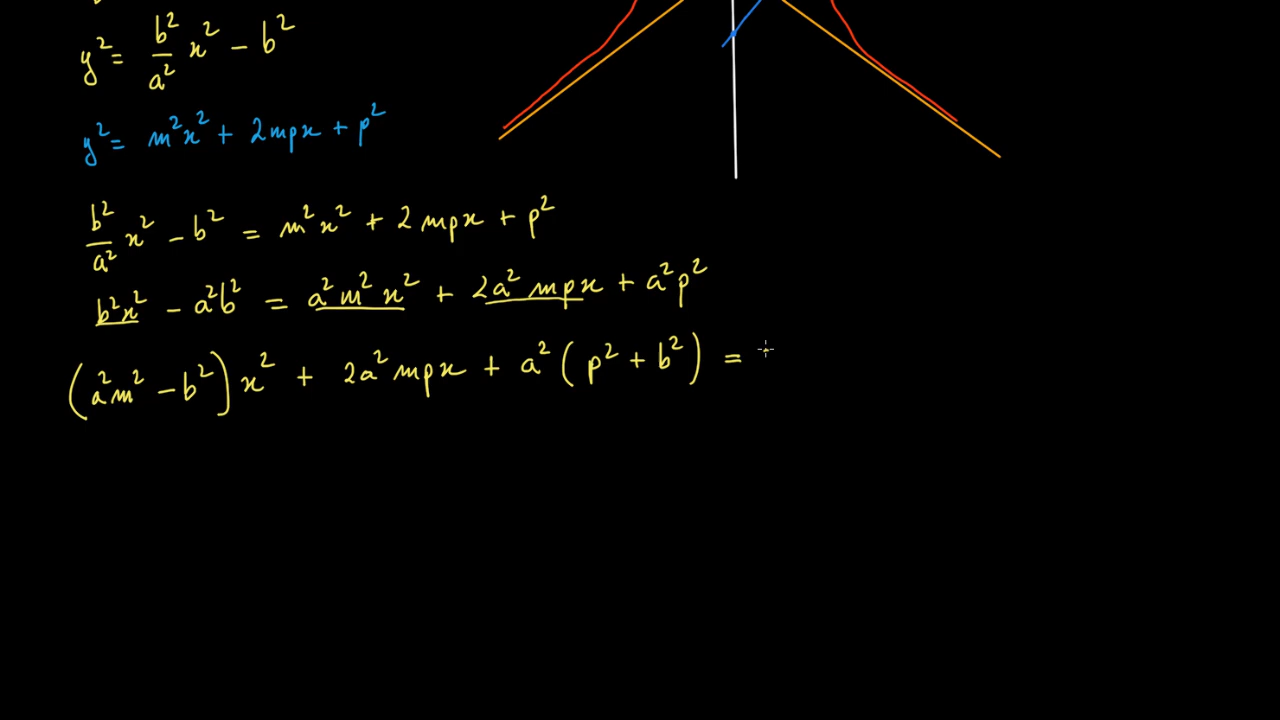 y² = b²/a² x² − b²
y² = m²x² + 2mpx + p²
b²/a² x² − b² = m²x² + 2mpx + p²
b²x² − a²b² = a²m²x² + 2a²mpx + a²p²
(a²m² − b²)x² + 2a²mpx + a²(p² + b²) =